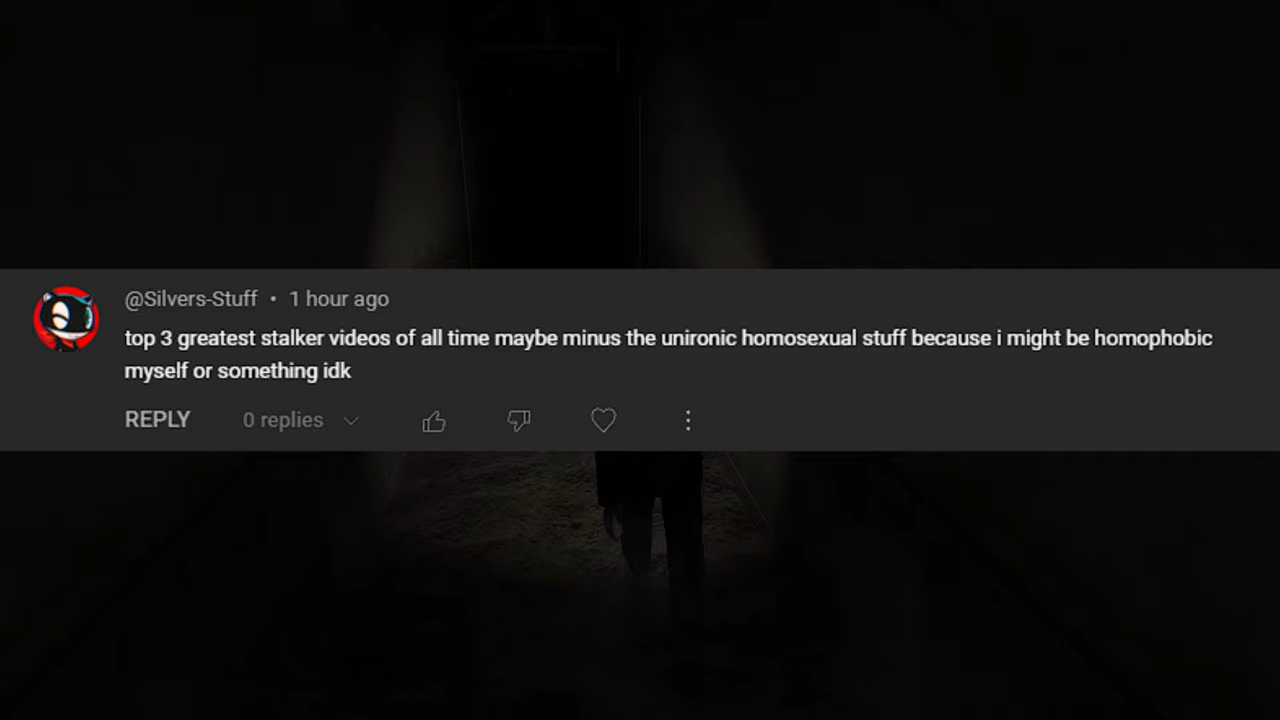 @Silvers-Stuff • 1 hour ago
top 3 greatest stalker videos of all time maybe minus the unironic homosexual stuff because i might be homophobic
myself or something idk
REPLY 0 replies